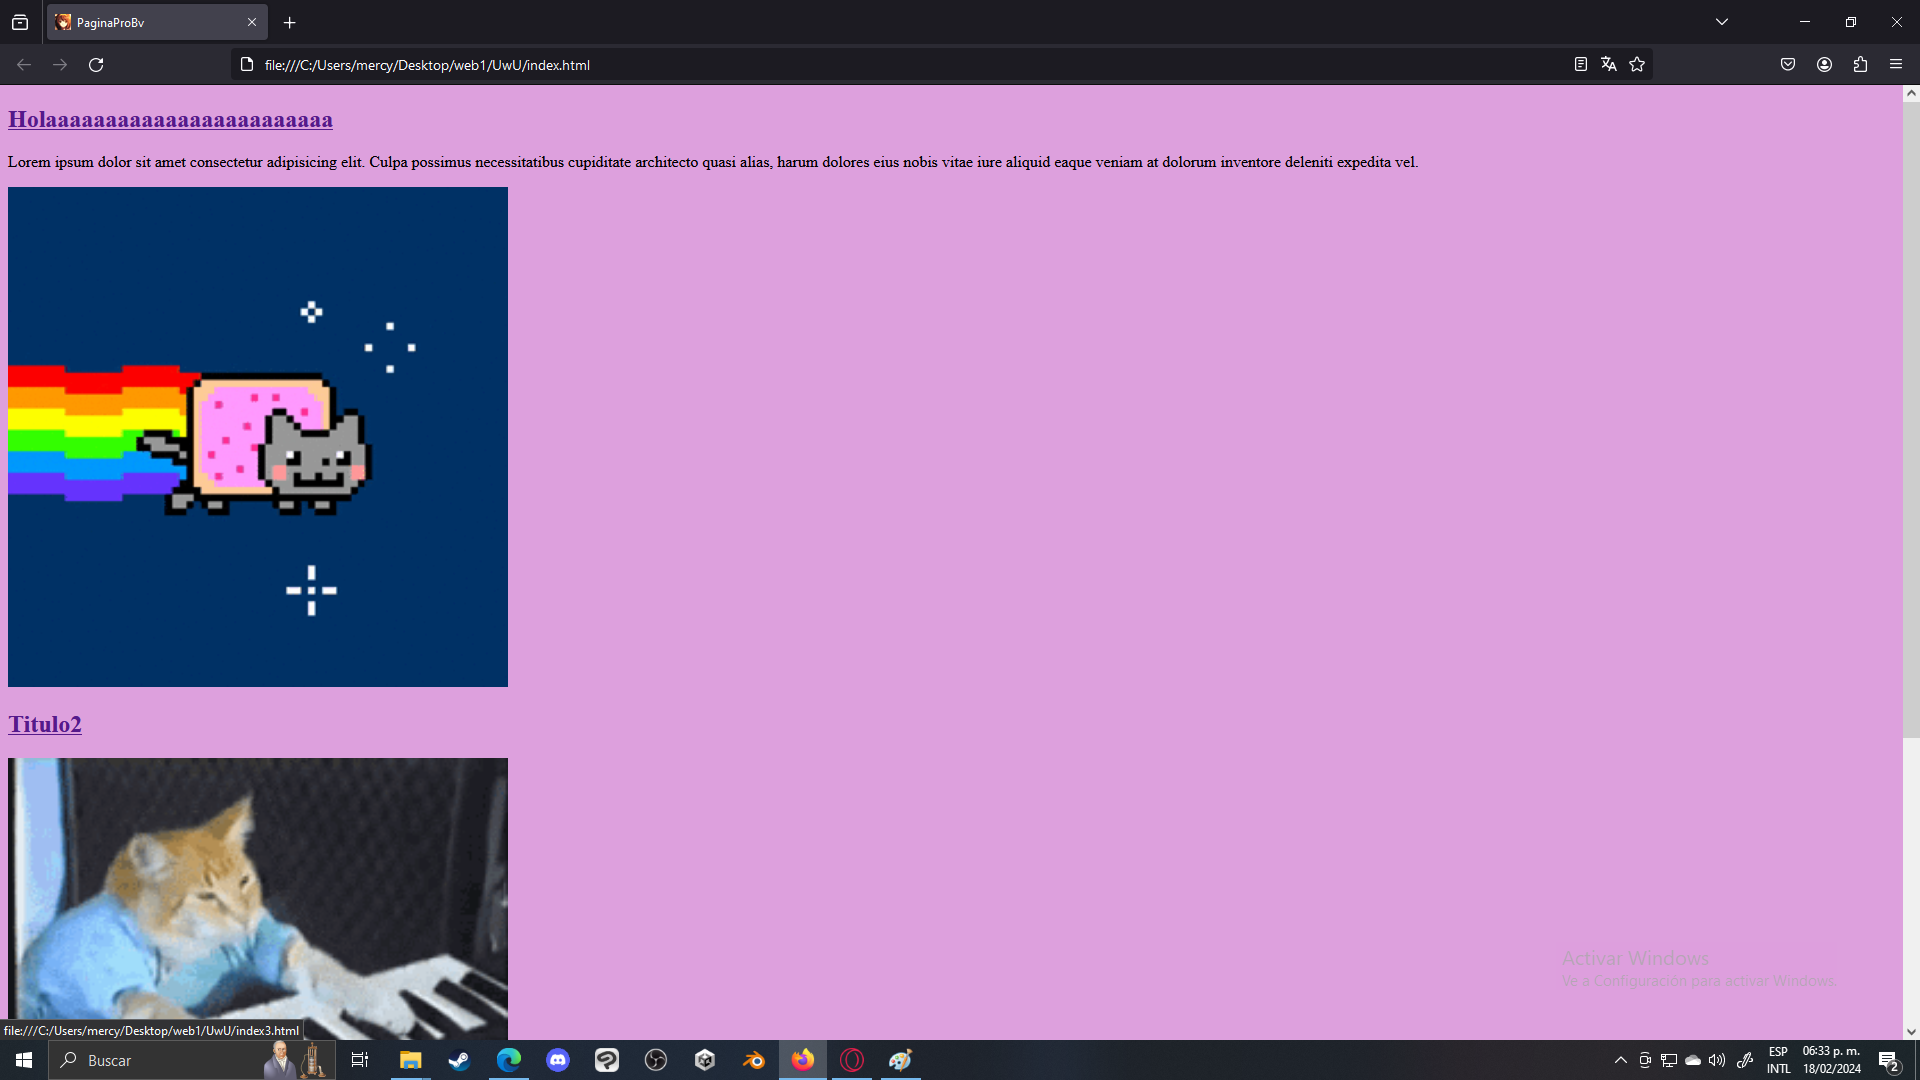 PaginaProBv
file:///C:/Users/mercy/Desktop/web1/UwU/index.html
Holaaaaaaaaaaaaaaaaaaaaaaaa
Lorem ipsum dolor sit amet consectetur adipisicing elit. Culpa possimus necessitatibus cupiditate architecto quasi alias, harum dolores eius nobis vitae iure aliquid eaque veniam at dolorum inventore deleniti expedita vel.
Titulo2
Activar Windows
Ve a Configuración para activar Windows.
file:///C:/Users/mercy/Desktop/web1/UwU/index3.html
Buscar
ESP
INTL
06:33 p. m.
18/02/2024
2